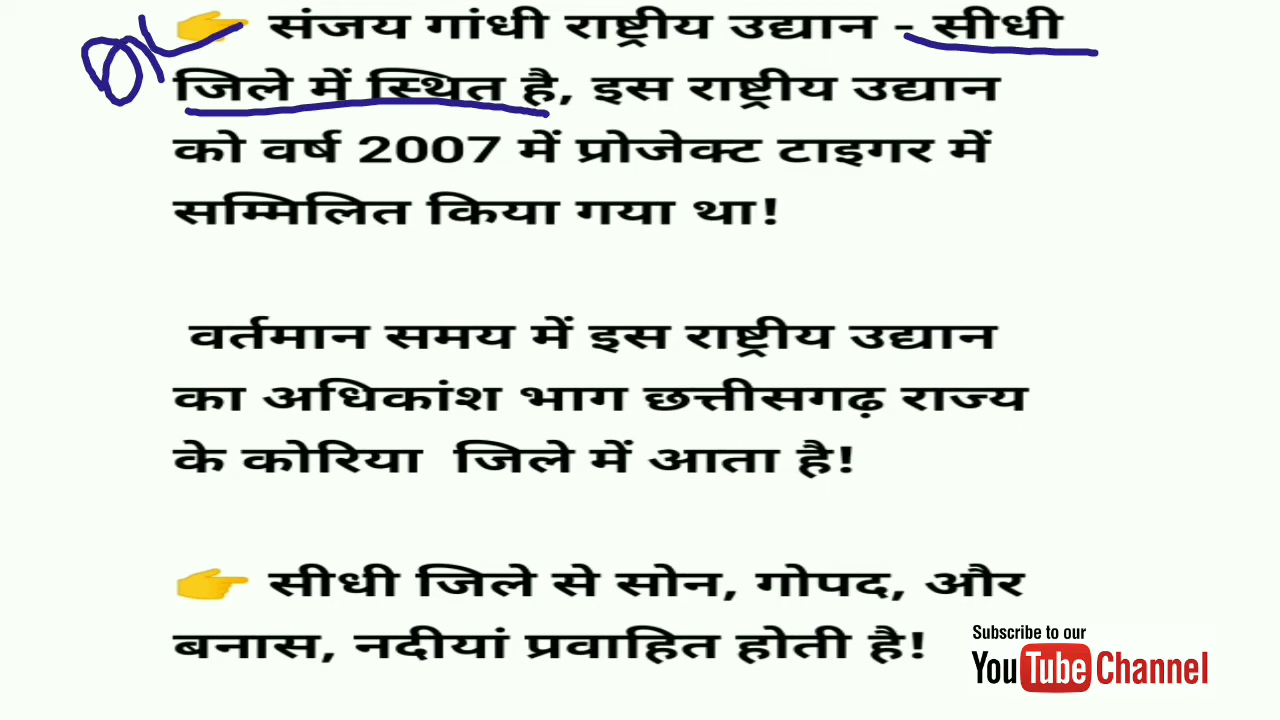 👉 संजय गांधी राष्ट्रीय उद्यान - सीधी
जिले में स्थित है, इस राष्ट्रीय उद्यान
को वर्ष 2007 में प्रोजेक्ट टाइगर में
सम्मिलित किया गया था!
वर्तमान समय में इस राष्ट्रीय उद्यान
का अधिकांश भाग छत्तीसगढ़ राज्य
के कोरिया जिले में आता है!
👉 सीधी जिले से सोन, गोपद, और
बनास, नदीयां प्रवाहित होती है!
Subscribe to our
YouTube Channel